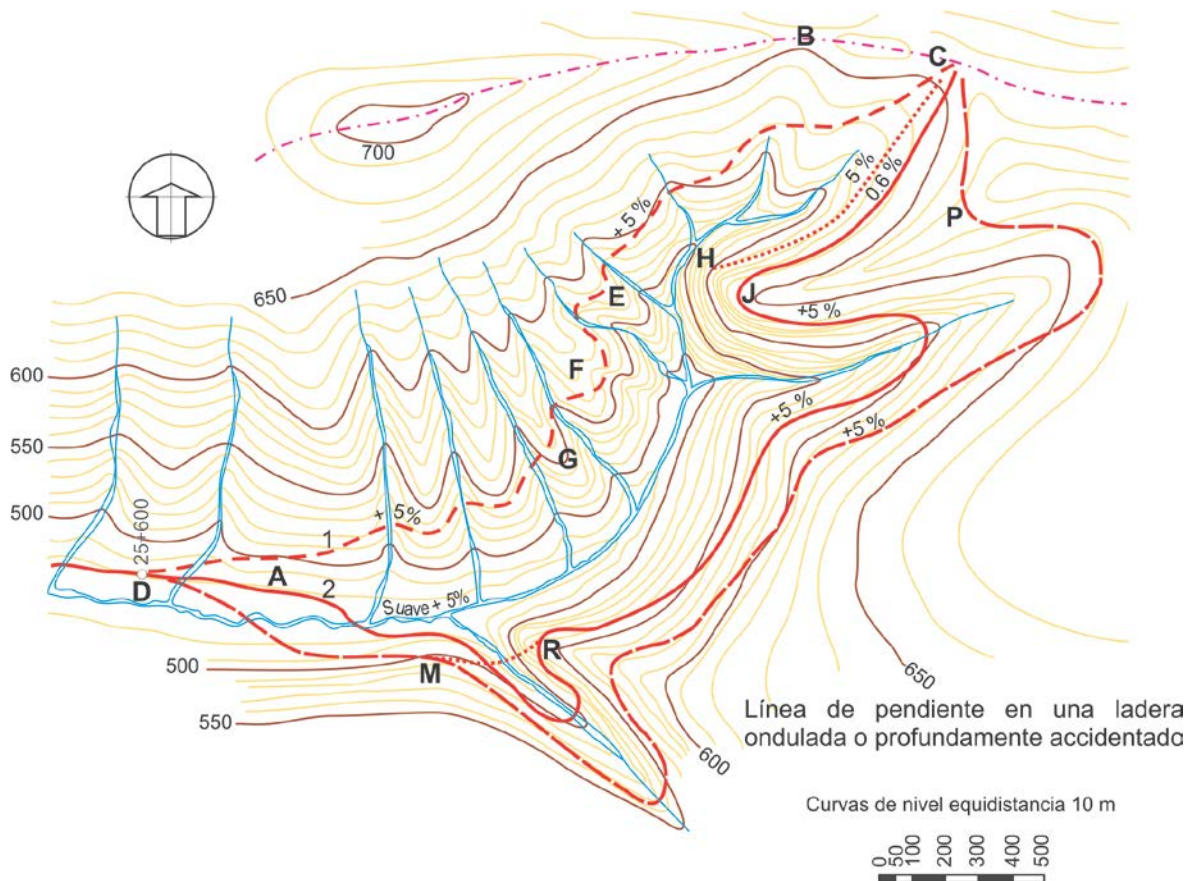 B
C
700
5 %
0.6 %
+5 %
P
H
650
J
E
+5 %
600
F
+5 %
550
+5 %
G
+5%
500
25+600
1
A
D
2
Suave + 5%
R
500
M
650
550
600
Línea de pendiente en una ladera
ondulada o profundamente accidentado
Curvas de nivel equidistancia 10 m
0 50 100 200 300 400 500